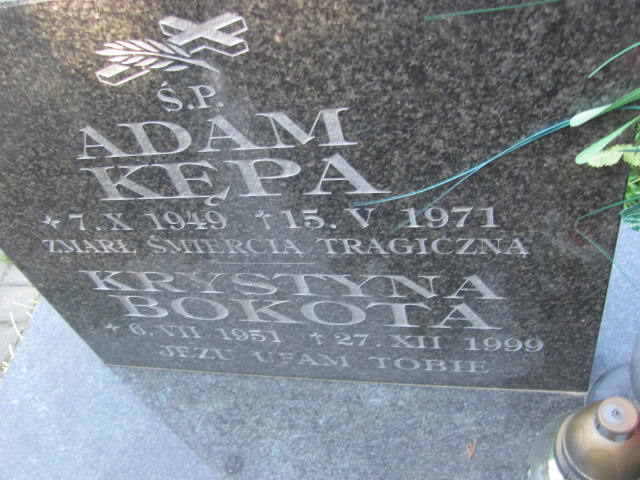 Ś.P.
ADAM
KĘPA
* 7. X 1949 † 15. V 1971
ZMARŁ ŚMIERCIĄ TRAGICZNĄ
KRYSTYNA
BOKOTA
* 6. VII 1951 † 27. XII 1999
JEZU UFAM TOBIE